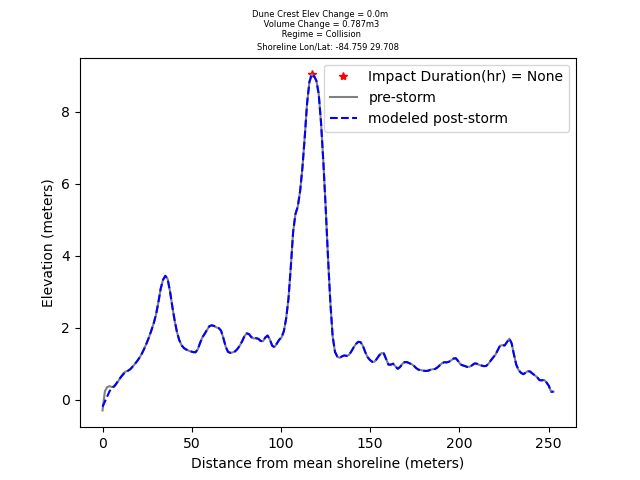 Dune Crest Elev Change = 0.0m
Volume Change = 0.787m3
Regime = Collision
Shoreline Lon/Lat: -84.759 29.708
Impact Duration(hr) = None
pre-storm
modeled post-storm
Elevation (meters)
8
6
4
2
0
0 50 100 150 200 250
Distance from mean shoreline (meters)